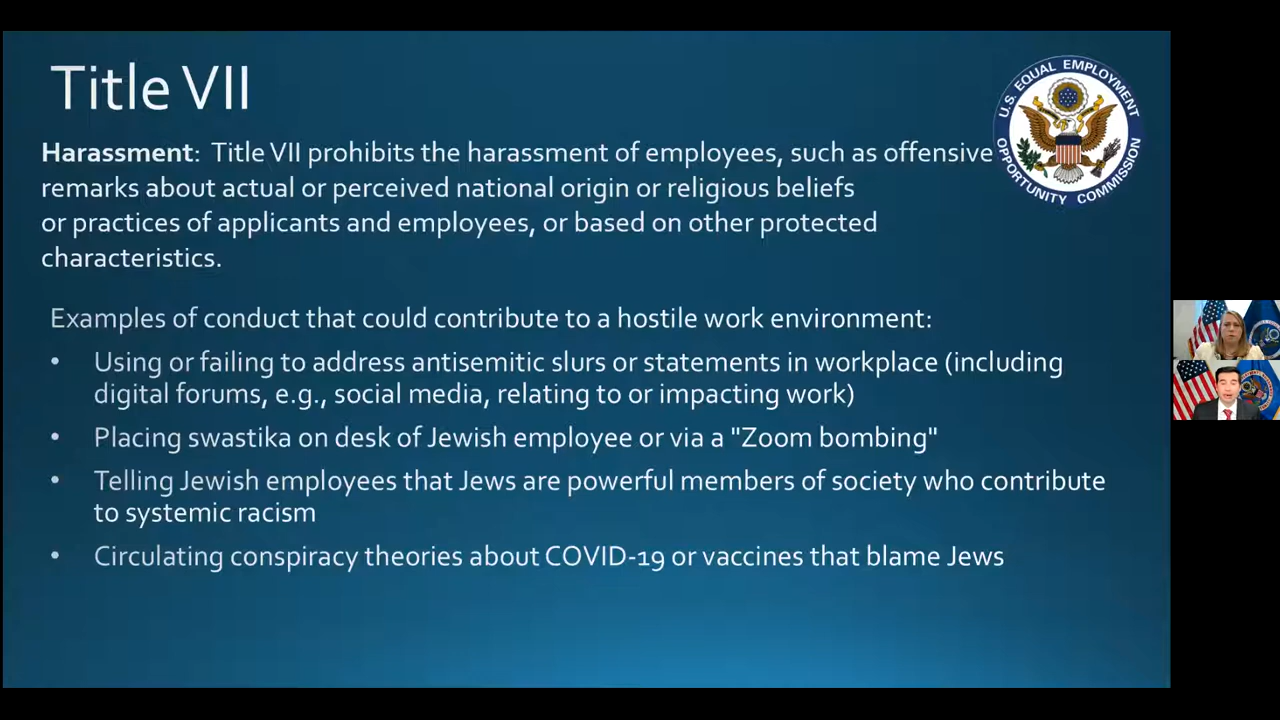 Title VII
Harassment: Title VII prohibits the harassment of employees, such as offensive
remarks about actual or perceived national origin or religious beliefs
or practices of applicants and employees, or based on other protected
characteristics.
U.S. EQUAL EMPLOYMENT
OPPORTUNITY COMMISSION
Examples of conduct that could contribute to a hostile work environment:
• Using or failing to address antisemitic slurs or statements in workplace (including
digital forums, e.g., social media, relating to or impacting work)
• Placing swastika on desk of Jewish employee or via a "Zoom bombing"
• Telling Jewish employees that Jews are powerful members of society who contribute
to systemic racism
• Circulating conspiracy theories about COVID-19 or vaccines that blame Jews